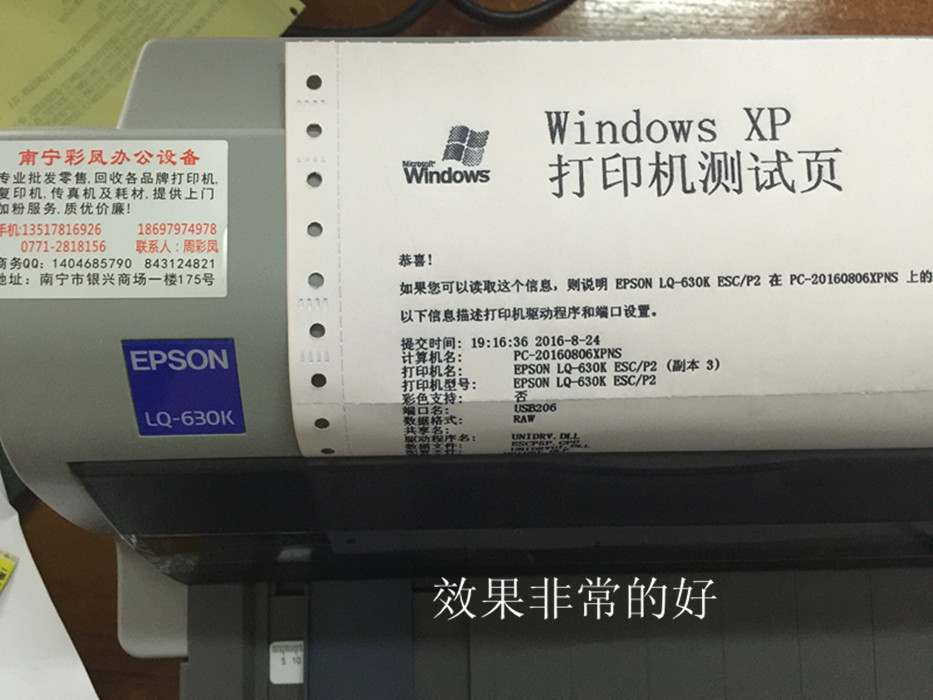 南宁彩凤办公设备
专业批发零售,回收各品牌打印机,
复印机,传真机及耗材,提供上门
加粉服务,质优价廉!
手机:13517816926 18697974978
0771-2818156 联系人：周彩凤
商务QQ: 1404685790 843124821
地址：南宁市银兴商场一楼175号
EPSON
LQ-630K
Microsoft
Windows
Windows XP
打印机测试页
恭喜！
如果您可以读取这个信息，则说明 EPSON LQ-630K ESC/P2 在 PC-20160806XPNS 上的
以下信息描述打印机驱动程序和端口设置。
提交时间: 19:16:36 2016-8-24
计算机名: PC-20160806XPNS
打印机名: EPSON LQ-630K ESC/P2 (副本 3)
打印机型号: EPSON LQ-630K ESC/P2
彩色支持: 否
端口名: USB206
数据格式: RAW
共享名:
驱动程序名: UNIDRV.DLL
数据文件:
效果非常的好
5 10